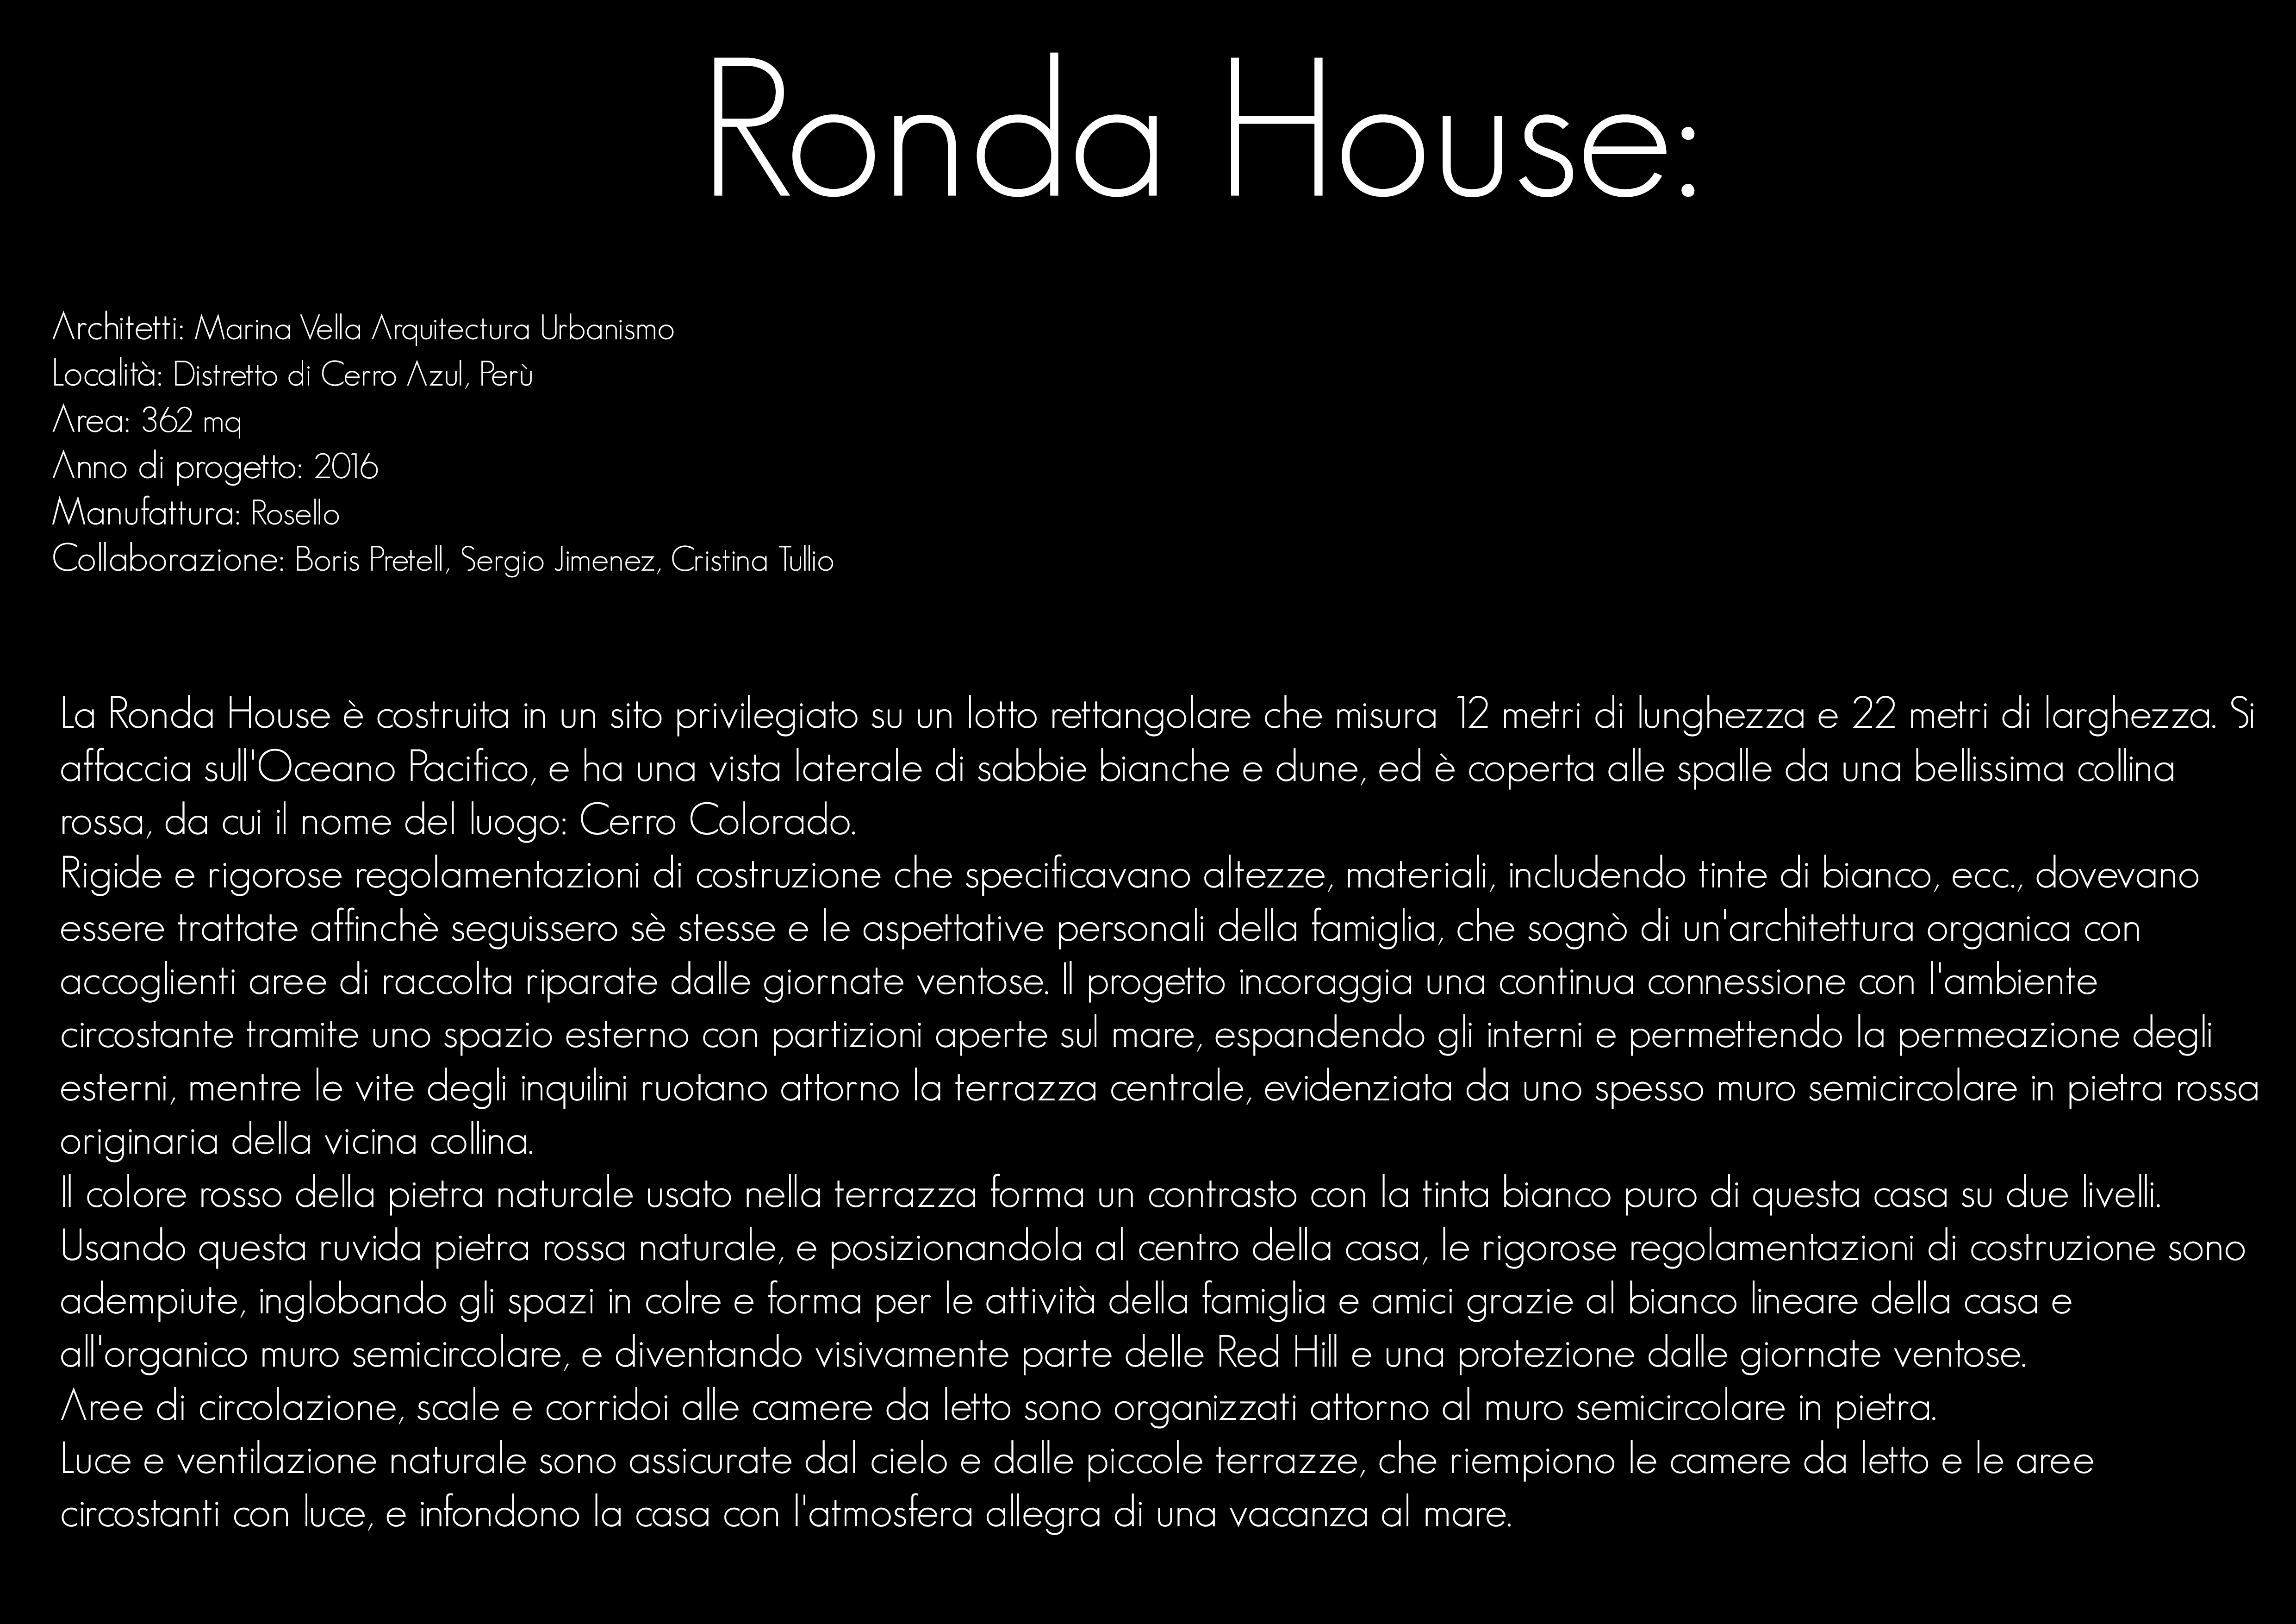 Ronda House:
Architetti: Marina Vella Arquitectura Urbanismo
Località: Distretto di Cerro Azul, Perù
Area: 362 mq
Anno di progetto: 2016
Manufattura: Rosello
Collaborazione: Boris Pretell, Sergio Jimenez, Cristina Tullio
La Ronda House è costruita in un sito privilegiato su un lotto rettangolare che misura 12 metri di lunghezza e 22 metri di larghezza. Si
affaccia sull'Oceano Pacifico, e ha una vista laterale di sabbie bianche e dune, ed è coperta alle spalle da una bellissima collina
rossa, da cui il nome del luogo: Cerro Colorado.
Rigide e rigorose regolamentazioni di costruzione che specificavano altezze, materiali, includendo tinte di bianco, ecc., dovevano
essere trattate affinchè seguissero sè stesse e le aspettative personali della famiglia, che sognò di un'architettura organica con
accoglienti aree di raccolta riparate dalle giornate ventose. Il progetto incoraggia una continua connessione con l'ambiente
circostante tramite uno spazio esterno con partizioni aperte sul mare, espandendo gli interni e permettendo la permeazione degli
esterni, mentre le vite degli inquilini ruotano attorno la terrazza centrale, evidenziata da uno spesso muro semicircolare in pietra rossa
originaria della vicina collina.
Il colore rosso della pietra naturale usato nella terrazza forma un contrasto con la tinta bianco puro di questa casa su due livelli.
Usando questa ruvida pietra rossa naturale, e posizionandola al centro della casa, le rigorose regolamentazioni di costruzione sono
adempiute, inglobando gli spazi in colre e forma per le attività della famiglia e amici grazie al bianco lineare della casa e
all'organico muro semicircolare, e diventando visivamente parte delle Red Hill e una protezione dalle giornate ventose.
Aree di circolazione, scale e corridoi alle camere da letto sono organizzati attorno al muro semicircolare in pietra.
Luce e ventilazione naturale sono assicurate dal cielo e dalle piccole terrazze, che riempiono le camere da letto e le aree
circostanti con luce, e infondono la casa con l'atmosfera allegra di una vacanza al mare.